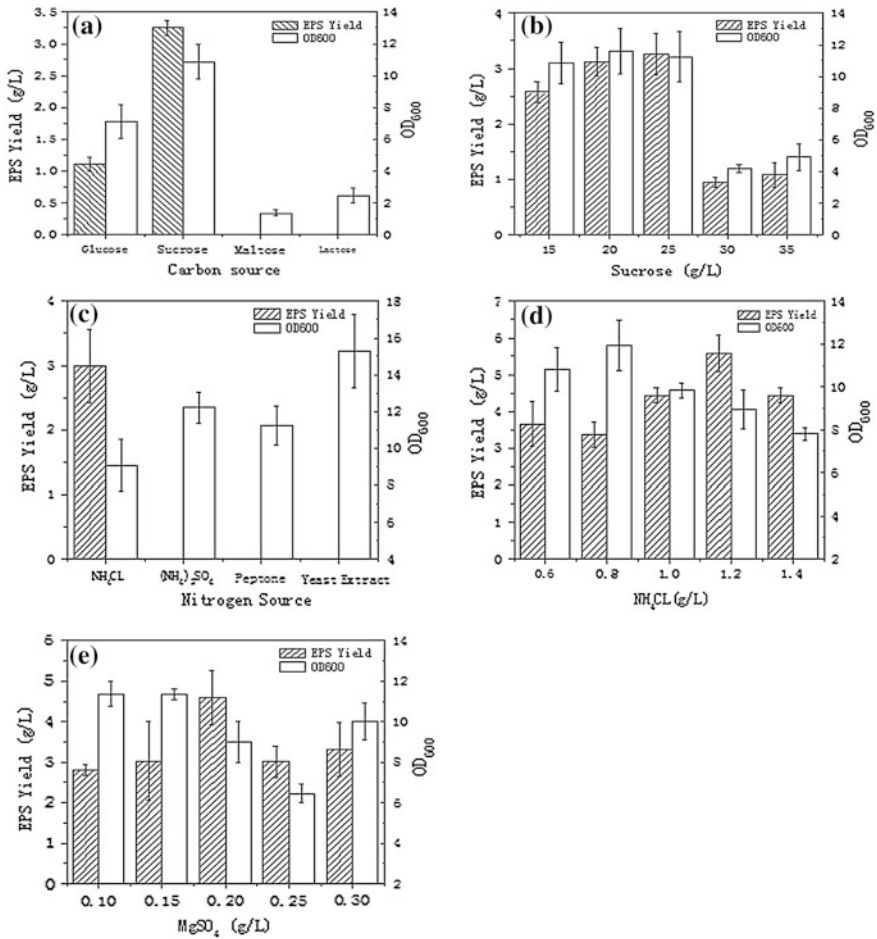 (a)
EPS Yield
OD600
3.5
3.0
2.5
2.0
1.5
1.0
0.5
0.0
EPS Yield (g/L)
14
12
10
8
6
4
2
0
OD600
Glucose Sucrose Maltose Lactose
Carbon source
(b)
EPS Yield
OD600
4
3
2
1
0
EPS Yield (g/L)
14
12
10
8
6
4
2
0
OD600
15 20 25 30 35
Sucrose (g/L)
(c)
EPS Yield
OD600
4
3
2
1
0
EPS Yield (g/L)
18
16
14
12
10
8
6
4
OD600
NH4CL (NH4)2SO4 Peptone Yeast Extract
Nitrogen Source
(d)
EPS Yield
OD600
7
6
5
4
3
2
1
0
EPS Yield (g/L)
14
12
10
8
6
4
2
OD600
0.6 0.8 1.0 1.2 1.4
NH4CL(g/L)
(e)
EPS Yield
OD600
6
5
4
3
2
1
0
EPS Yield (g/L)
14
12
10
8
6
4
2
OD600
0.10 0.15 0.20 0.25 0.30
MgSO4 (g/L)